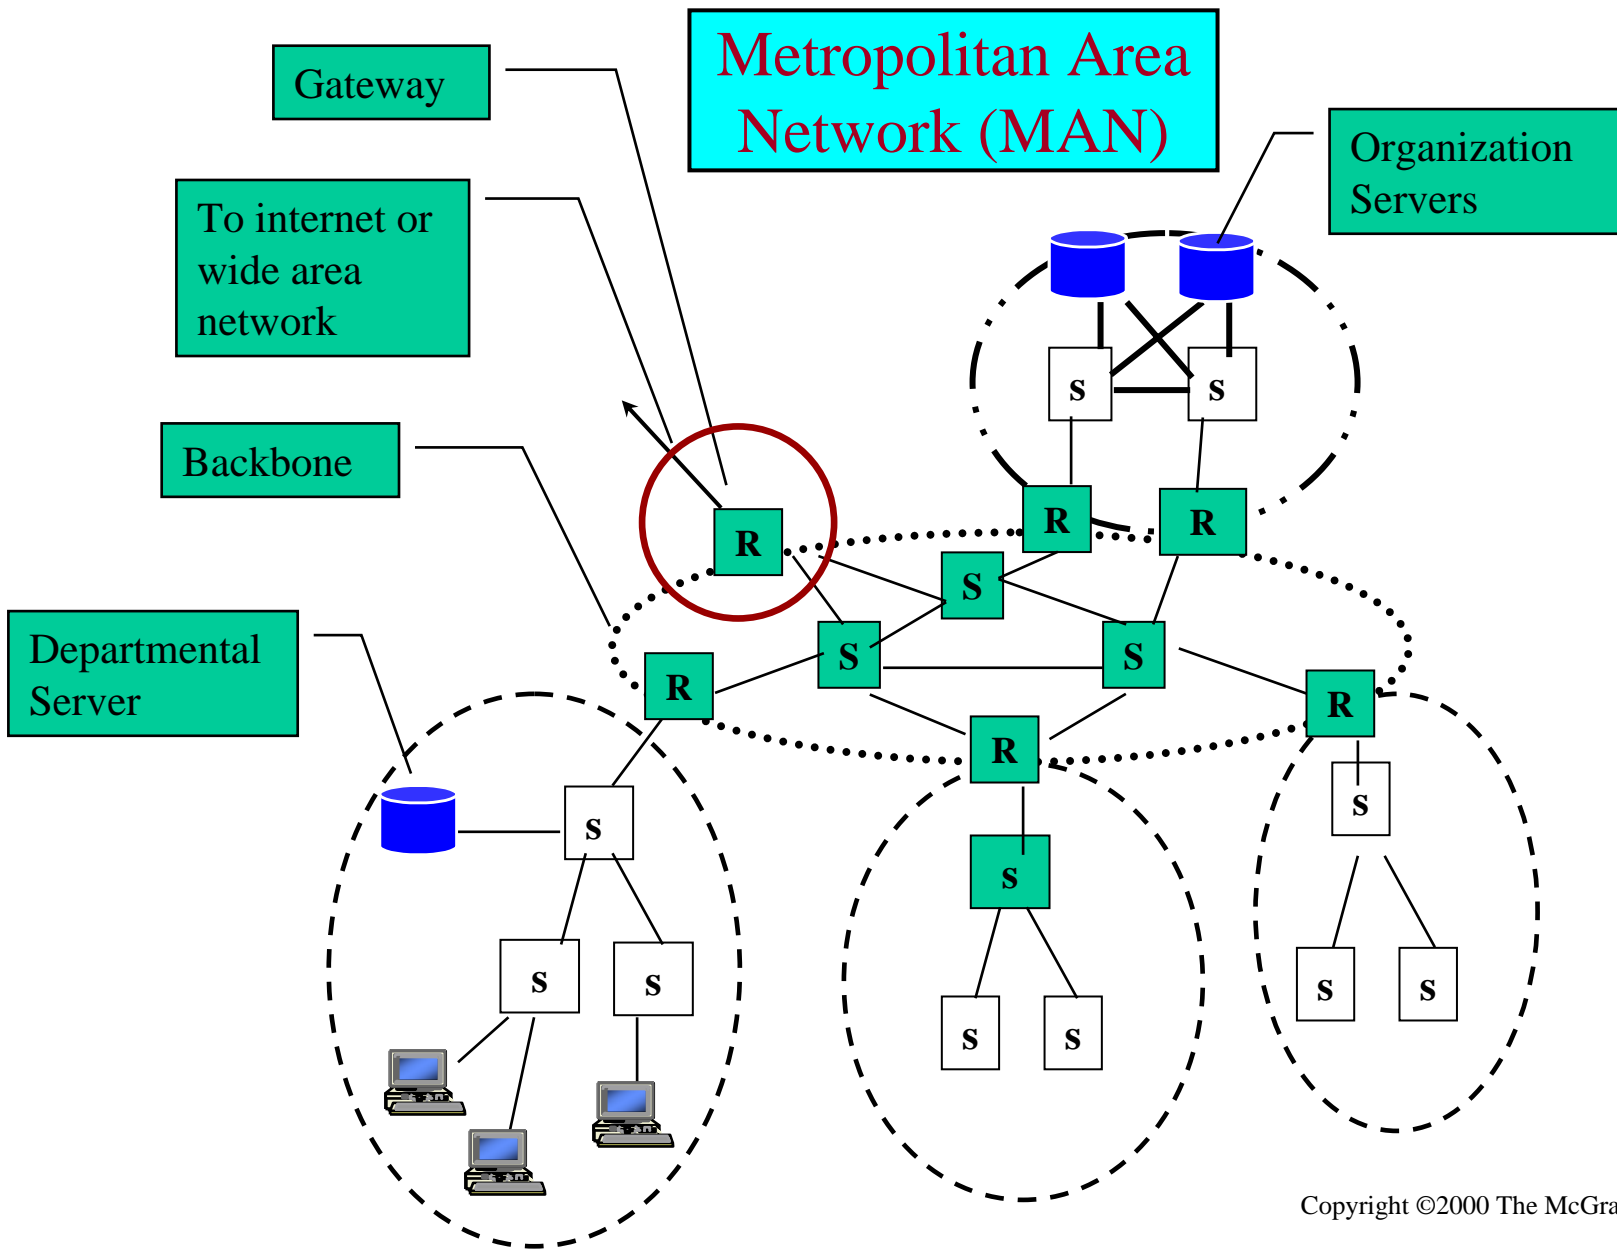 Metropolitan Area
Network (MAN)
Gateway
Organization
Servers
To internet or
wide area
network
s s
Backbone
R R
R
S
Departmental
Server
S S
R R
R
s
s
s
s s
s s
s s
Copyright ©2000 The McGra